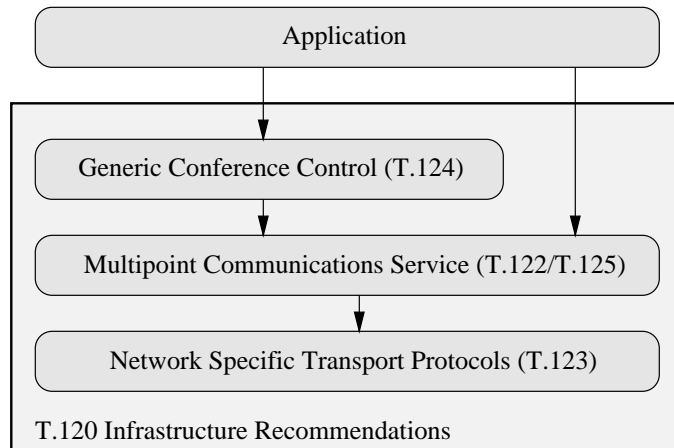 Application
Generic Conference Control (T.124)
Multipoint Communications Service (T.122/T.125)
Network Specific Transport Protocols (T.123)
T.120 Infrastructure Recommendations